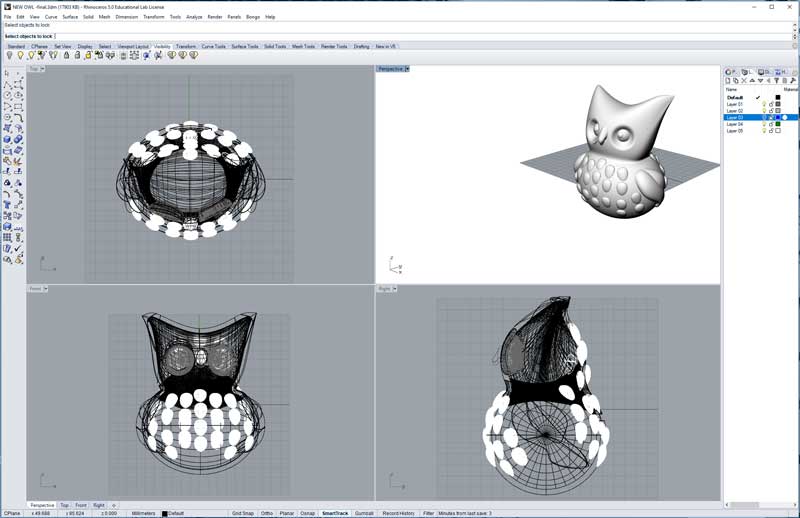 NEW OWL -final.3dm (17903 KB) - Rhinoceros 5.0 Educational Lab License
File Edit View Curve Surface Solid Mesh Dimension Transform Tools Analyze Render Panels Bongo Help
Select objects to lock
Select objects to lock:
Standard CPlanes Set View Display Select Viewport Layout Visibility Transform Curve Tools Surface Tools Solid Tools Mesh Tools Render Tools Drafting New in V5
Top
Perspective
Name Material
Default
Layer 01
Layer 02
Layer 03
Layer 04
Layer 05
Front
Right
Perspective Top Front Right
CPlane x 49.688 y 95.624 z 0.000 Millimeters Default Grid Snap Ortho Planar Osnap SmartTrack Gumball Record History Filter Minutes from last save: 3